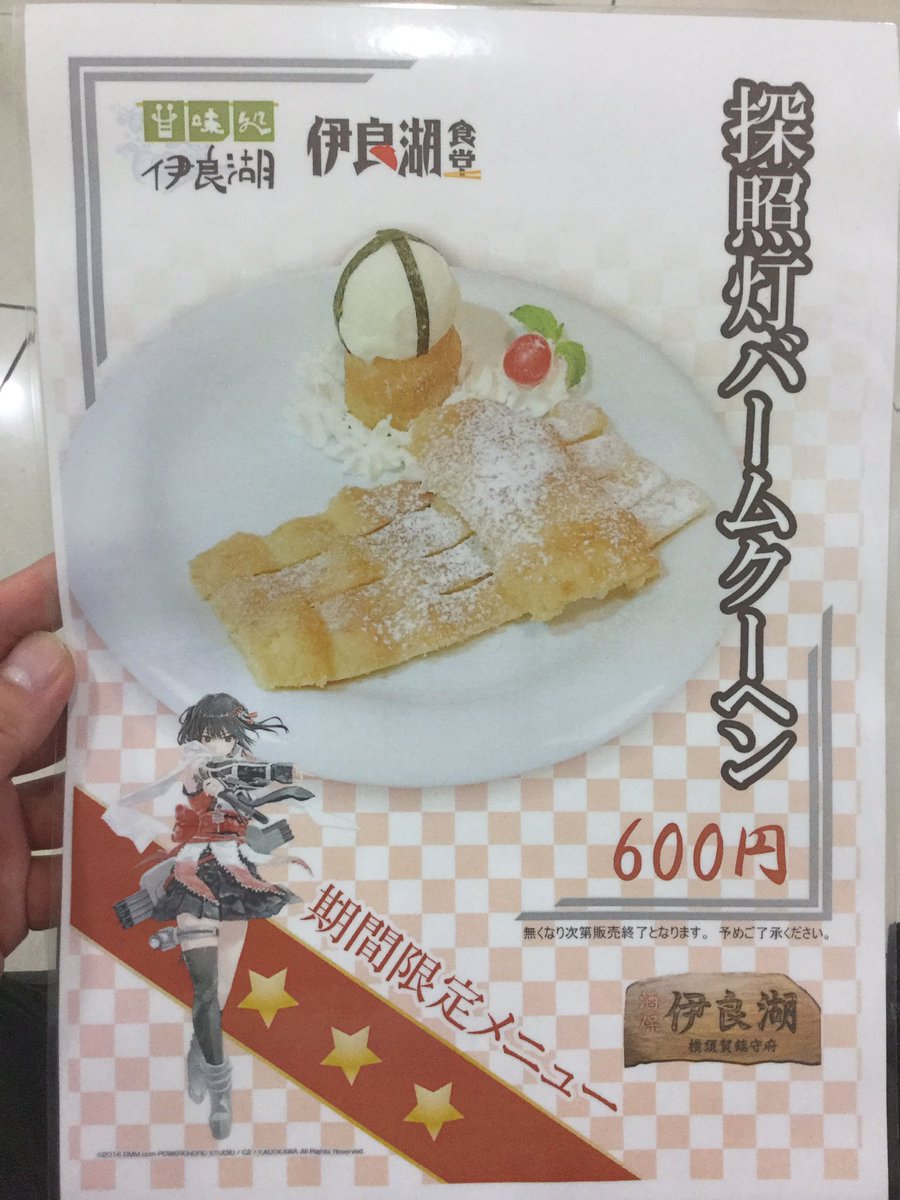 甘味処
伊良湖
伊良湖食堂
探照灯バームクーヘン
600円
無くなり次第販売終了となります。 予めご了承ください。
期間限定メニュー
酒保
伊良湖
横須賀鎮守府
©2016 DMM.com POWERCHORD STUDIO / C2 / KADOKAWA All Rights Reserved.